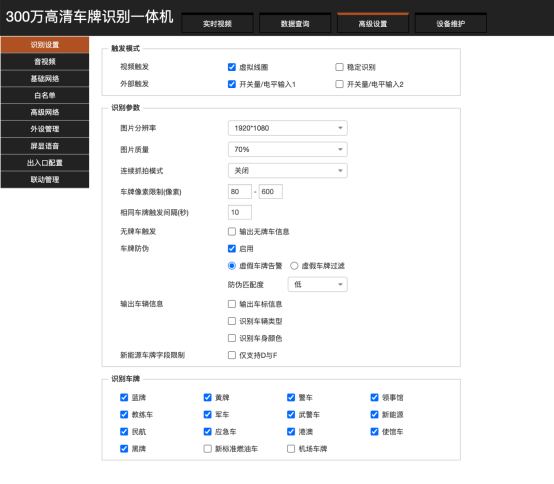 300万高清车牌识别一体机
实时视频 数据查询 高级设置 设备维护
识别设置
音视频
基础网络
白名单
高级网络
外设管理
屏显语音
出入口配置
联动管理
触发模式
视频触发 虚拟线圈 稳定识别
外部触发 开关量/电平输入1 开关量/电平输入2
识别参数
图片分辨率 1920*1080
图片质量 70%
连续抓拍模式 关闭
车牌像素限制(像素) 80 - 600
相同车牌触发间隔(秒) 10
无牌车触发 输出无牌车信息
车牌防伪 启用
虚假车牌告警 虚假车牌过滤
防伪匹配度 低
输出车辆信息 输出车标信息
识别车辆类型
识别车身颜色
新能源车牌字段限制 仅支持D与F
识别车牌
蓝牌 黄牌 警车 领事馆
教练车 军车 武警车 新能源
民航 应急车 港澳 使馆车
黑牌 新标准燃油车 机场车牌